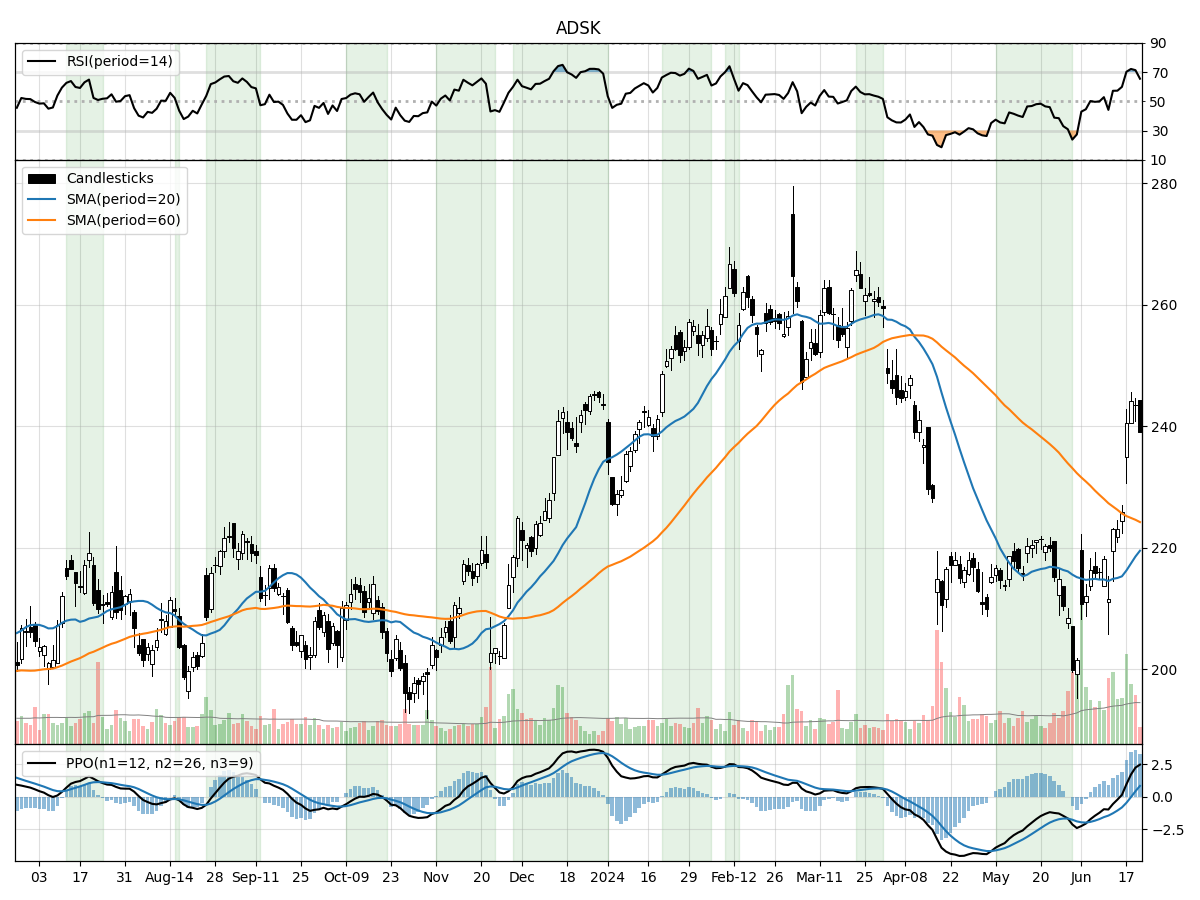 ADSK
RSI(period=14)
90
70
50
30
10
Candlesticks
SMA(period=20)
SMA(period=60)
280
260
240
220
200
PPO(n1=12, n2=26, n3=9)
2.5
0.0
−2.5
03 17 31 Aug-14 28 Sep-11 25 Oct-09 23 Nov 20 Dec 18 2024 16 29 Feb-12 26 Mar-11 25 Apr-08 22 May 20 Jun 17